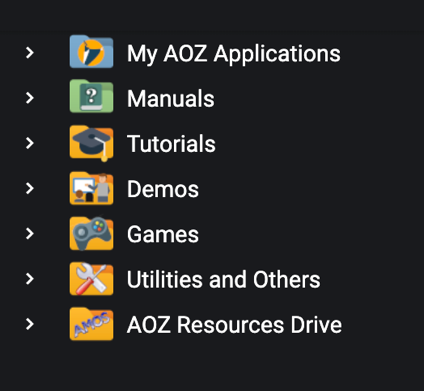 My AOZ Applications
?
Manuals
Tutorials
Demos
Games
Utilities and Others
AMOS
AOZ Resources Drive